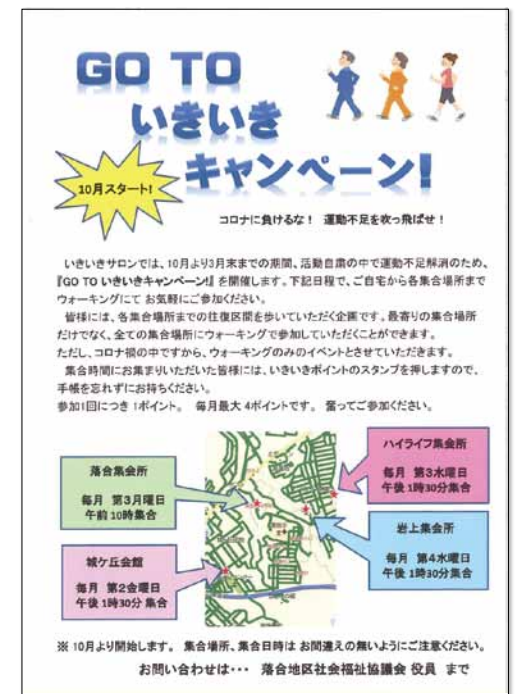 GO TO
いきいき
キャンペーン!
10月スタート!
コロナに負けるな! 運動不足を吹っ飛ばせ!
いきいきサロンでは、10月より3月末までの期間、活動自粛の中で運動不足解消のため、
『GO TO いきいきキャンペーン!』を開催します。下記日程で、ご自宅から各集合場所まで
ウォーキングにて お気軽にご参加ください。
皆様には、各集合場所までの往復区間を歩いていただく企画です。最寄りの集合場所
だけでなく、全ての集合場所にウォーキングで参加していただくことができます。
ただし、コロナ禍の中ですから、ウォーキングのみのイベントとさせていただきます。
集合時間にお集まりいただいた皆様には、いきいきポイントのスタンプを押しますので、
手帳を忘れずにお持ちください。
参加1回につき 1ポイント。 毎月最大 4ポイントです。 奮ってご参加ください。
ハイライフ集会所
毎月 第3水曜日
午後 1時30分集合
落合集会所
毎月 第3月曜日
午前 10時集合
岩上集会所
毎月 第4水曜日
午後 1時30分集合
城ケ丘会館
毎月 第2金曜日
午後 1時30分 集合
※ 10月より開始します。 集合場所、集合日時は お間違えの無いようにご注意ください。
お問い合わせは・・・ 落合地区社会福祉協議会 役員 まで